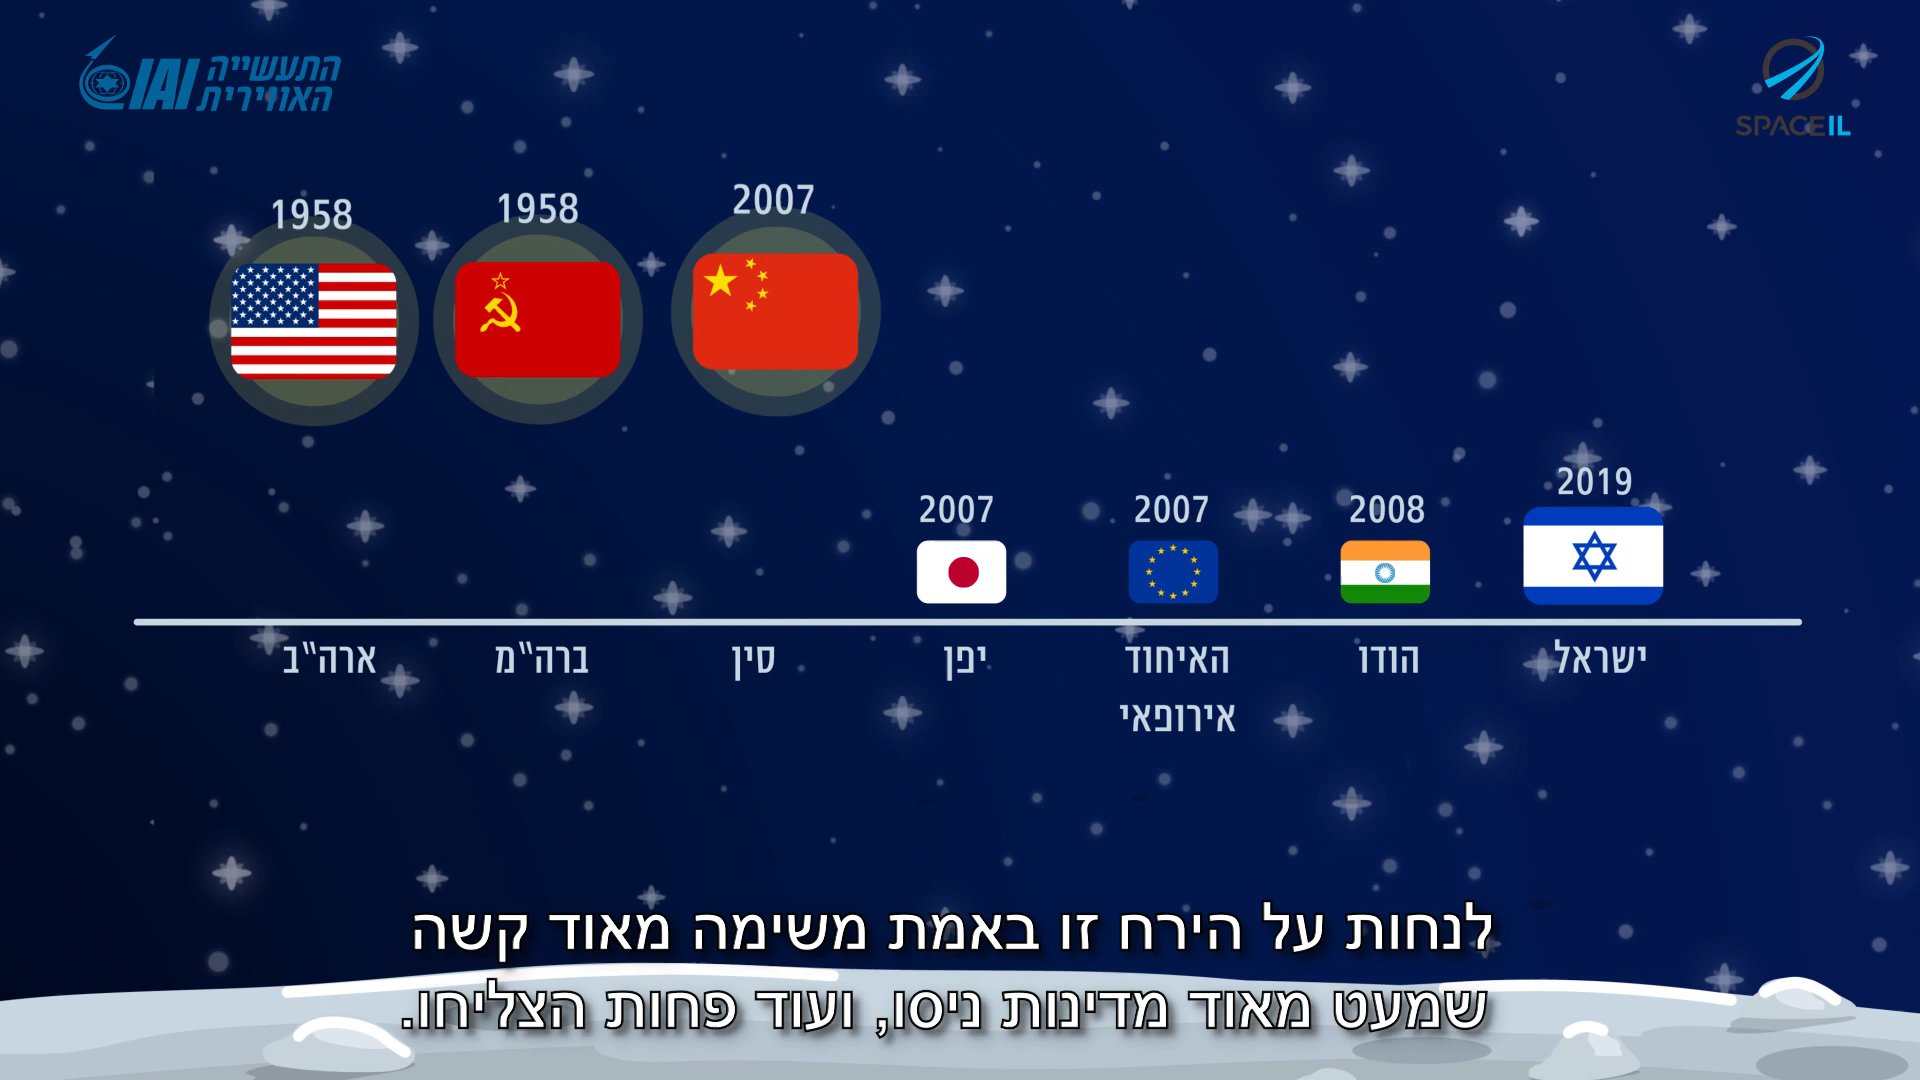 IAI התעשייה
האווירית
SPACEIL
1958
1958
2007
2007
2007
2008
2019
ארה"ב
ברה"מ
סין
יפן
האיחוד
אירופאי
הודו
ישראל
לנחות על הירח זו באמת משימה מאוד קשה
שמעט מאוד מדינות ניסו, ועוד פחות הצליחו.